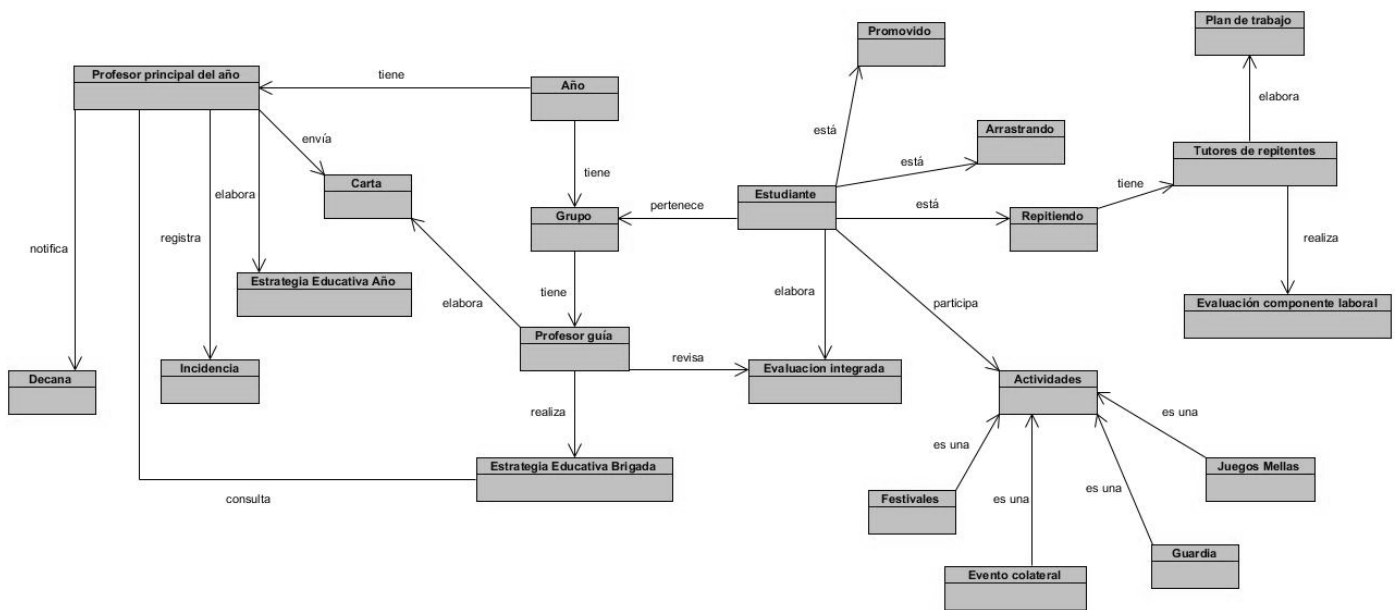 Promovido
Plan de trabajo
Profesor principal del año
tiene
Año
elabora
está
Arrastrando
envía
Tutores de repitentes
está
tiene
Carta
elabora
tiene
Estudiante
pertenece
está
Grupo
Repitiendo
registra
realiza
notifica
Estrategia Educativa Año
elabora
tiene
elabora
participa
Evaluación componente laboral
Profesor guía
revisa
Decana
Incidencia
Evaluacion integrada
Actividades
realiza
es una
es una
Estrategia Educativa Brigada
Juegos Mellas
consulta
Festivales
es una
es una
Guardia
Evento colateral